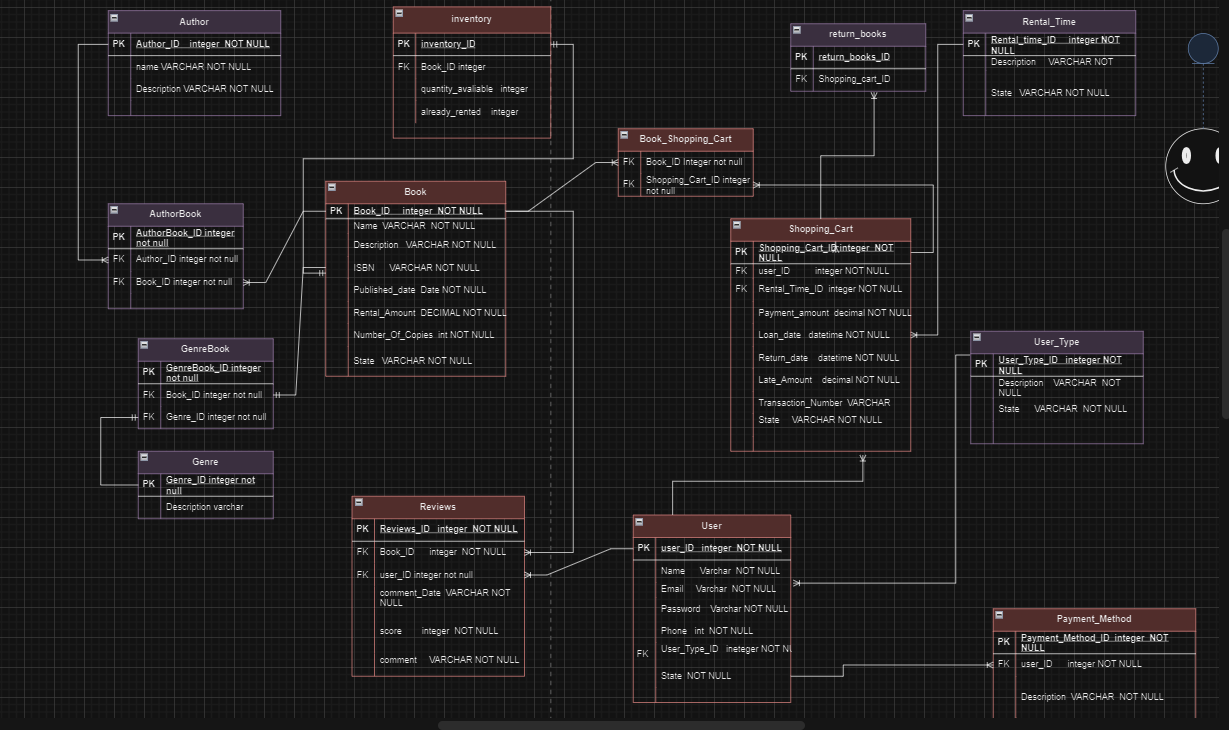 Author
PK Author_ID integer NOT NULL
name VARCHAR NOT NULL
Description VARCHAR NOT NULL
inventory
PK inventory_ID
FK Book_ID integer
quantity_avaliable integer
already_rented integer
return_books
PK return_books_ID
FK Shopping_cart_ID
Rental_Time
PK Rental_time_ID integer NOT
NULL
Description VARCHAR NOT
State VARCHAR NOT NULL
Book_Shopping_Cart
FK Book_ID Integer not null
FK Shopping_Cart_ID integer
not null
AuthorBook
PK AuthorBook_ID integer
not null
FK Author_ID integer not null
FK Book_ID integer not null
Book
PK Book_ID integer NOT NULL
Name VARCHAR NOT NULL
Description VARCHAR NOT NULL
ISBN VARCHAR NOT NULL
Published_date Date NOT NULL
Rental_Amount DECIMAL NOT NULL
Number_Of_Copies int NOT NULL
State VARCHAR NOT NULL
Shopping_Cart
PK Shopping_Cart_ID integer NOT
NULL
FK user_ID integer NOT NULL
FK Rental_Time_ID integer NOT NULL
Payment_amount decimal NOT NULL
Loan_date datetime NOT NULL
Return_date datetime NOT NULL
Late_Amount decimal NOT NULL
Transaction_Number VARCHAR
State VARCHAR NOT NULL
GenreBook
PK GenreBook_ID integer
not null
FK Book_ID integer not null
FK Genre_ID integer not null
User_Type
PK User_Type_ID ineteger NOT
NULL
Description VARCHAR NOT
NULL
State VARCHAR NOT NULL
Genre
PK Genre_ID integer not
null
Description varchar
Reviews
PK Reviews_ID integer NOT NULL
FK Book_ID integer NOT NULL
FK user_ID integer not null
comment_Date VARCHAR NOT
NULL
score integer NOT NULL
comment VARCHAR NOT NULL
User
PK user_ID integer NOT NULL
Name Varchar NOT NULL
Email Varchar NOT NULL
Password Varchar NOT NULL
Phone int NOT NULL
FK User_Type_ID ineteger NOT NU
State NOT NULL
Payment_Method
PK Payment_Method_ID integer NOT
NULL
FK user_ID integer NOT NULL
Description VARCHAR NOT NULL